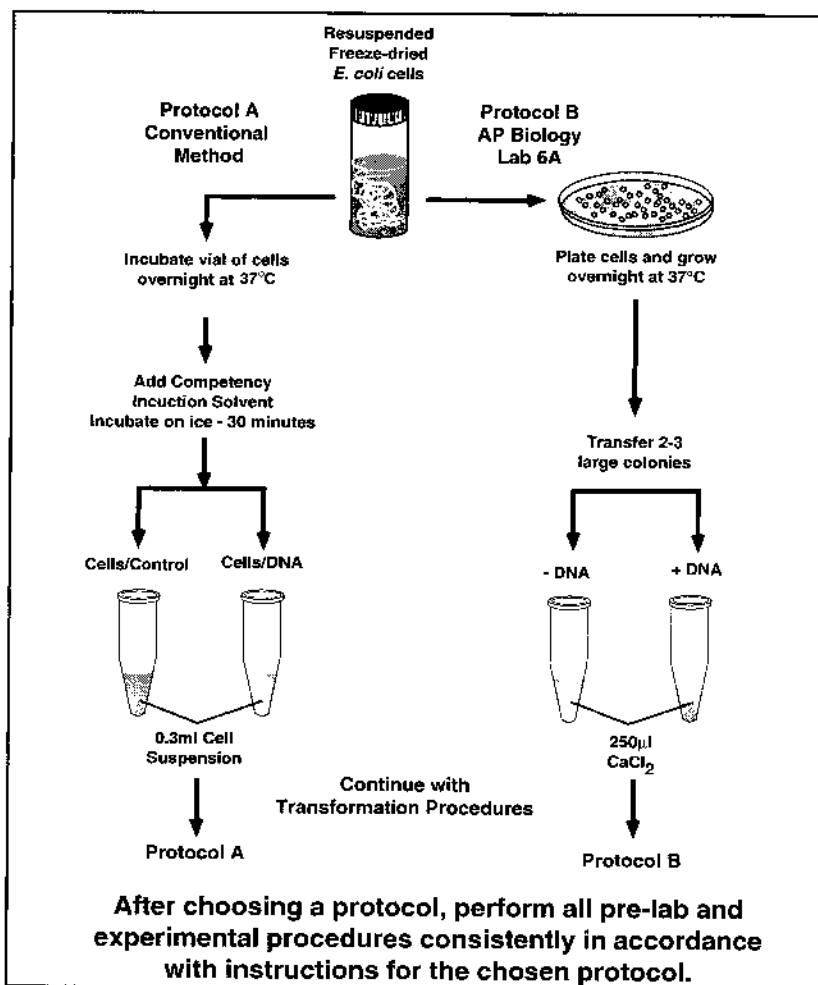 Resuspended
Freeze-dried
E. coli cells
Protocol A
Conventional
Method
Protocol B
AP Biology
Lab 6A
Incubate vial of cells
overnight at 37°C
Plate cells and grow
overnight at 37°C
Add Competency
Incuction Solvent
Incubate on ice - 30 minutes
Transfer 2-3
large colonies
Cells/Control
Cells/DNA
- DNA
+ DNA
0.3ml Cell
Suspension
250µl
CaCl2
Continue with
Transformation Procedures
Protocol A
Protocol B
After choosing a protocol, perform all pre-lab and
experimental procedures consistently in accordance
with instructions for the chosen protocol.